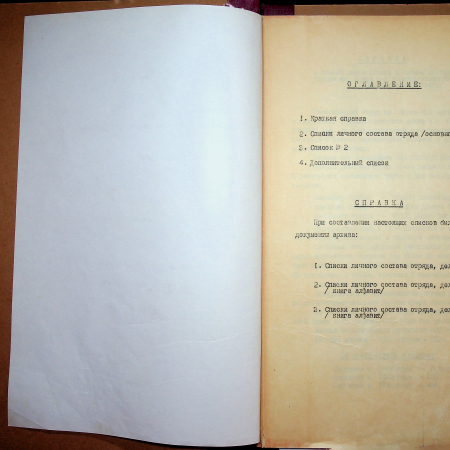 ОГЛАВЛЕНИЕ:
1. Краткая справка
2. Списки личного состава отряда /основн
3. Список № 2
4. Дополнительный список
СПРАВКА
При составлении настоящих списков бы
документы архива:
1. Списки личного состава отряда, дел
2. Списки личного состава отряда, дел
/ книга алфавит/
3. Списки личного состава отряда, дел
/ книга алфавит/